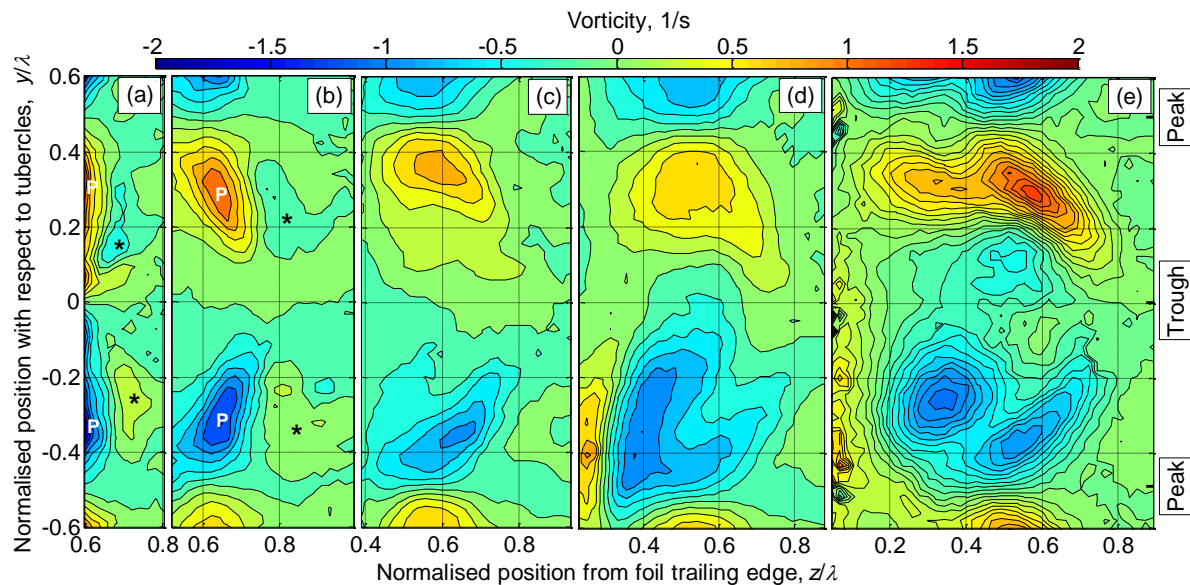 Vorticity, 1/s
-2 -1.5 -1 -0.5 0 0.5 1 1.5 2
Normalised position with respect to tubercles, y/λ
0.6
0.4
0.2
0
-0.2
-0.4
-0.6
(a) (b) (c) (d) (e)
P
*
P
*
P
*
P
*
Peak
Trough
Peak
0.6 0.8 0.6 0.8 0.4 0.6 0.8 0.4 0.6 0.8 0.2 0.4 0.6 0.8
Normalised position from foil trailing edge, z/λ